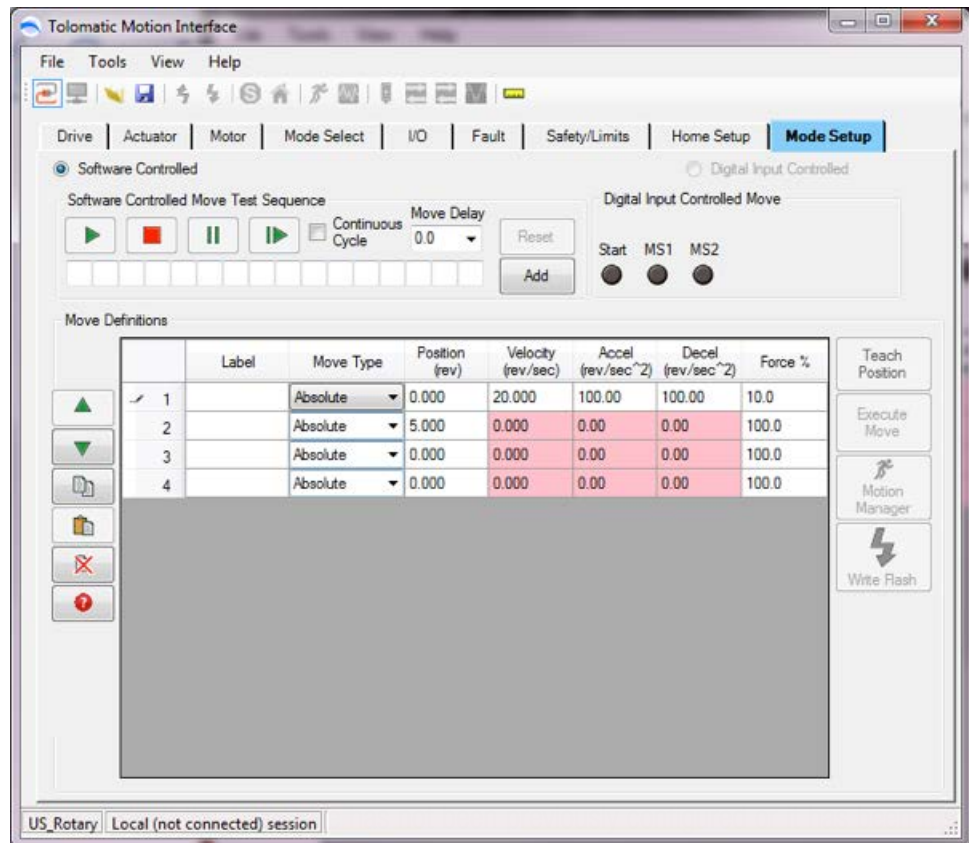 Tolomatic Motion Interface
File Tools View Help
Drive Actuator Motor Mode Select I/O Fault Safety/Limits Home Setup Mode Setup
Software Controlled Digital Input Controlled
Software Controlled Move Test Sequence Digital Input Controlled Move
Continuous Cycle
Move Delay
0.0
Reset
Add
Start MS1 MS2
Move Definitions
Label Move Type Position (rev) Velocity (rev/sec) Accel (rev/sec^2) Decel (rev/sec^2) Force %
1 Absolute 0.000 20.000 100.00 100.00 10.0
2 Absolute 5.000 0.000 0.00 0.00 100.0
3 Absolute 0.000 0.000 0.00 0.00 100.0
4 Absolute 0.000 0.000 0.00 0.00 100.0
Teach Position
Execute Move
Motion Manager
Write Flash
US_Rotary Local (not connected) session